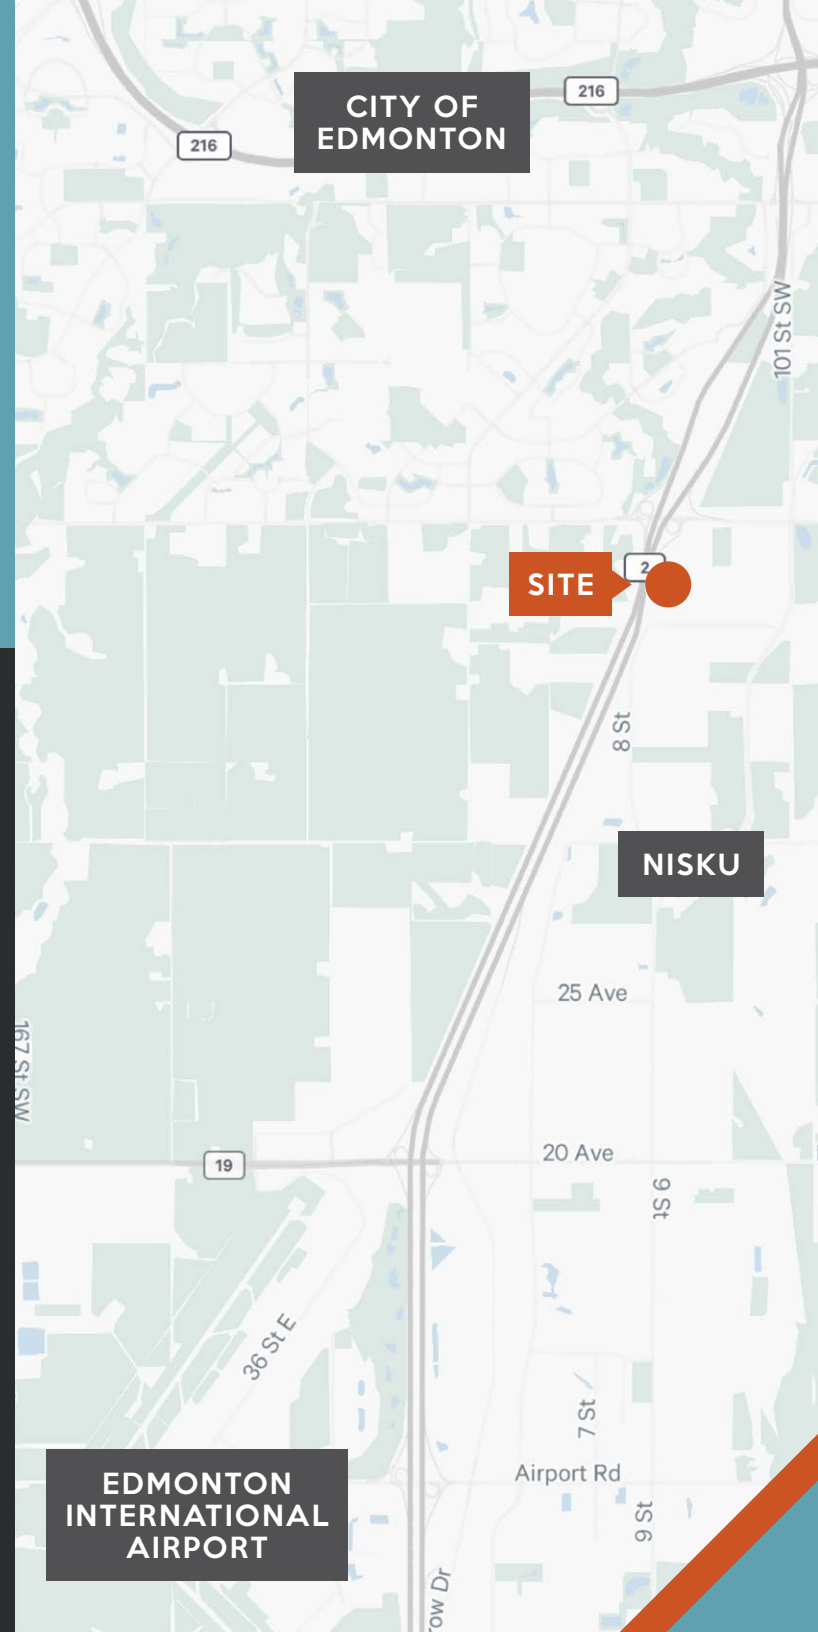 216
CITY OF
EDMONTON
216
101 St SW
2
SITE
8 St
NISKU
25 Ave
167 St SW
20 Ave
19
9 St
36 St E
7 St
Airport Rd
EDMONTON
INTERNATIONAL
AIRPORT
9 St
Dr